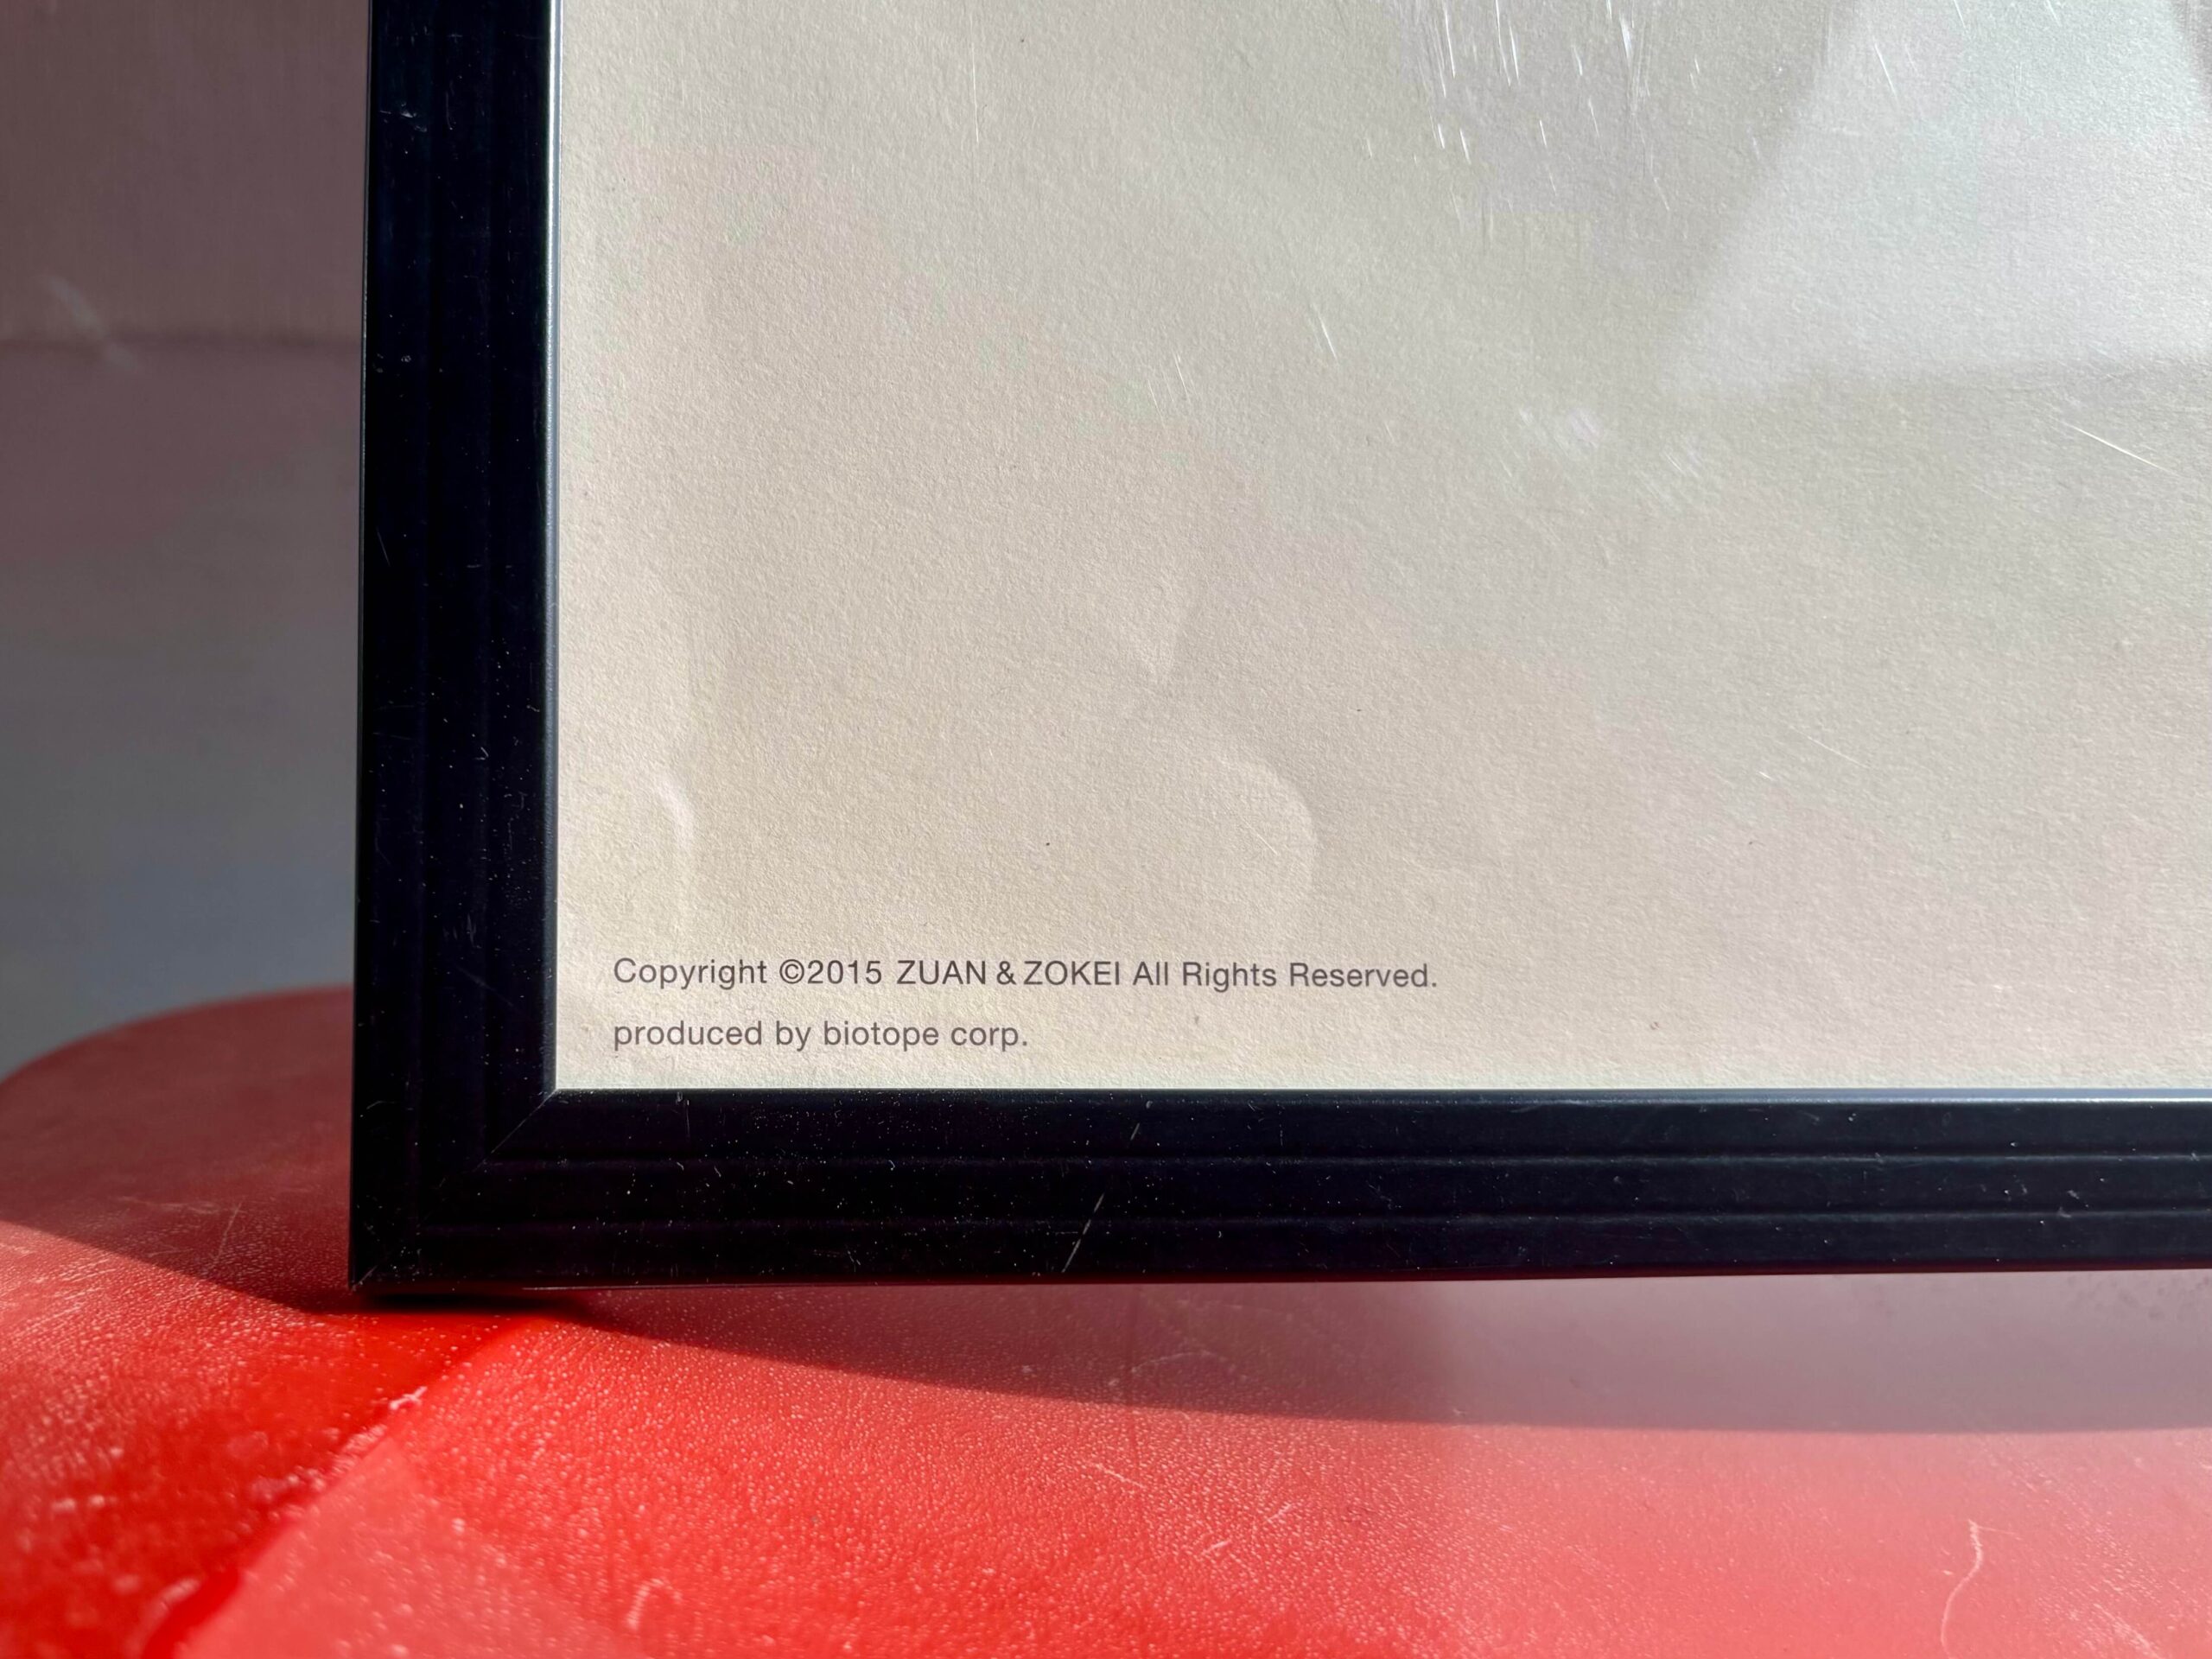 Copyright ©2015 ZUAN & ZOKEI All Rights Reserved.
produced by biotope corp.